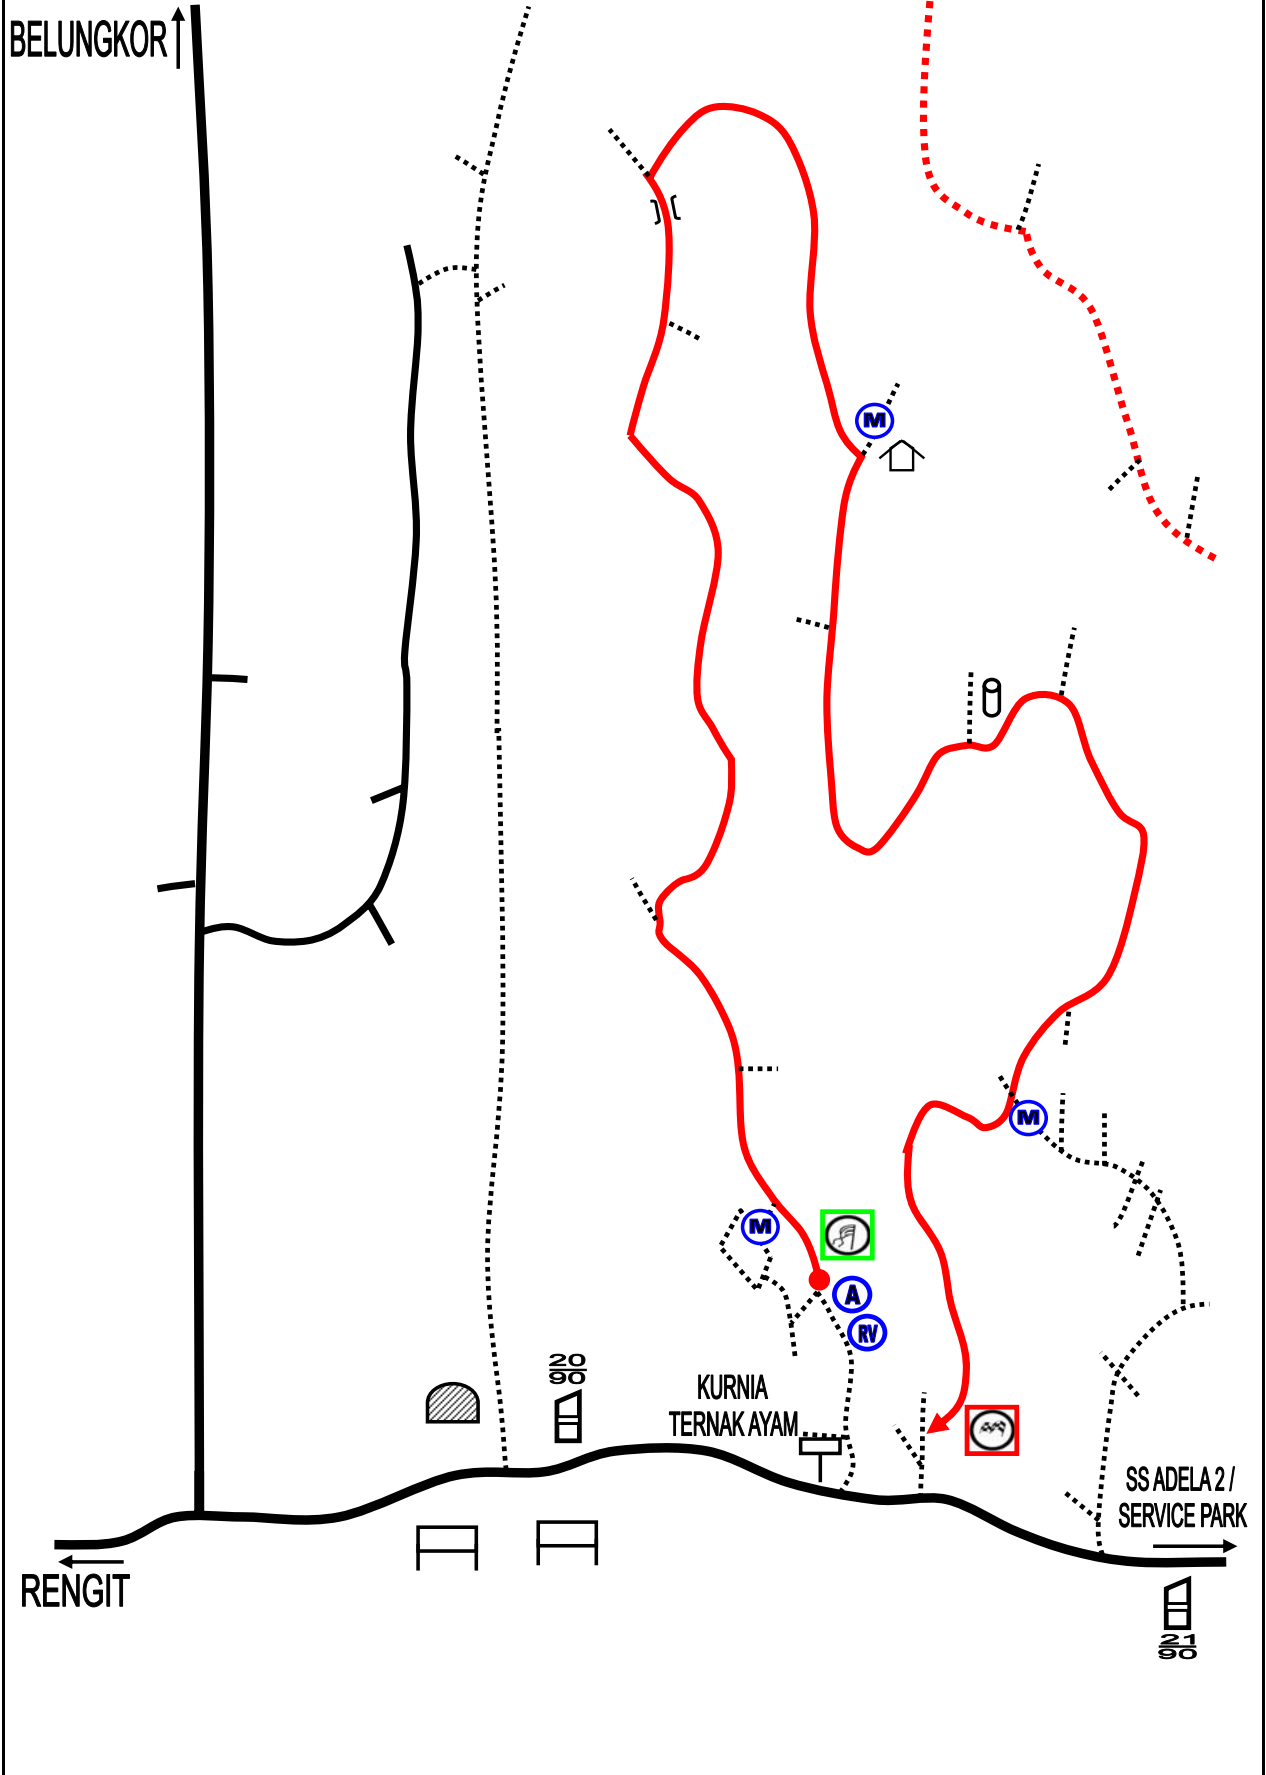 BELUNGKOR
M
M
M
A
RV
20
90
KURNIA
TERNAK AYAM
SS ADELA 2 /
SERVICE PARK
RENGIT
21
90